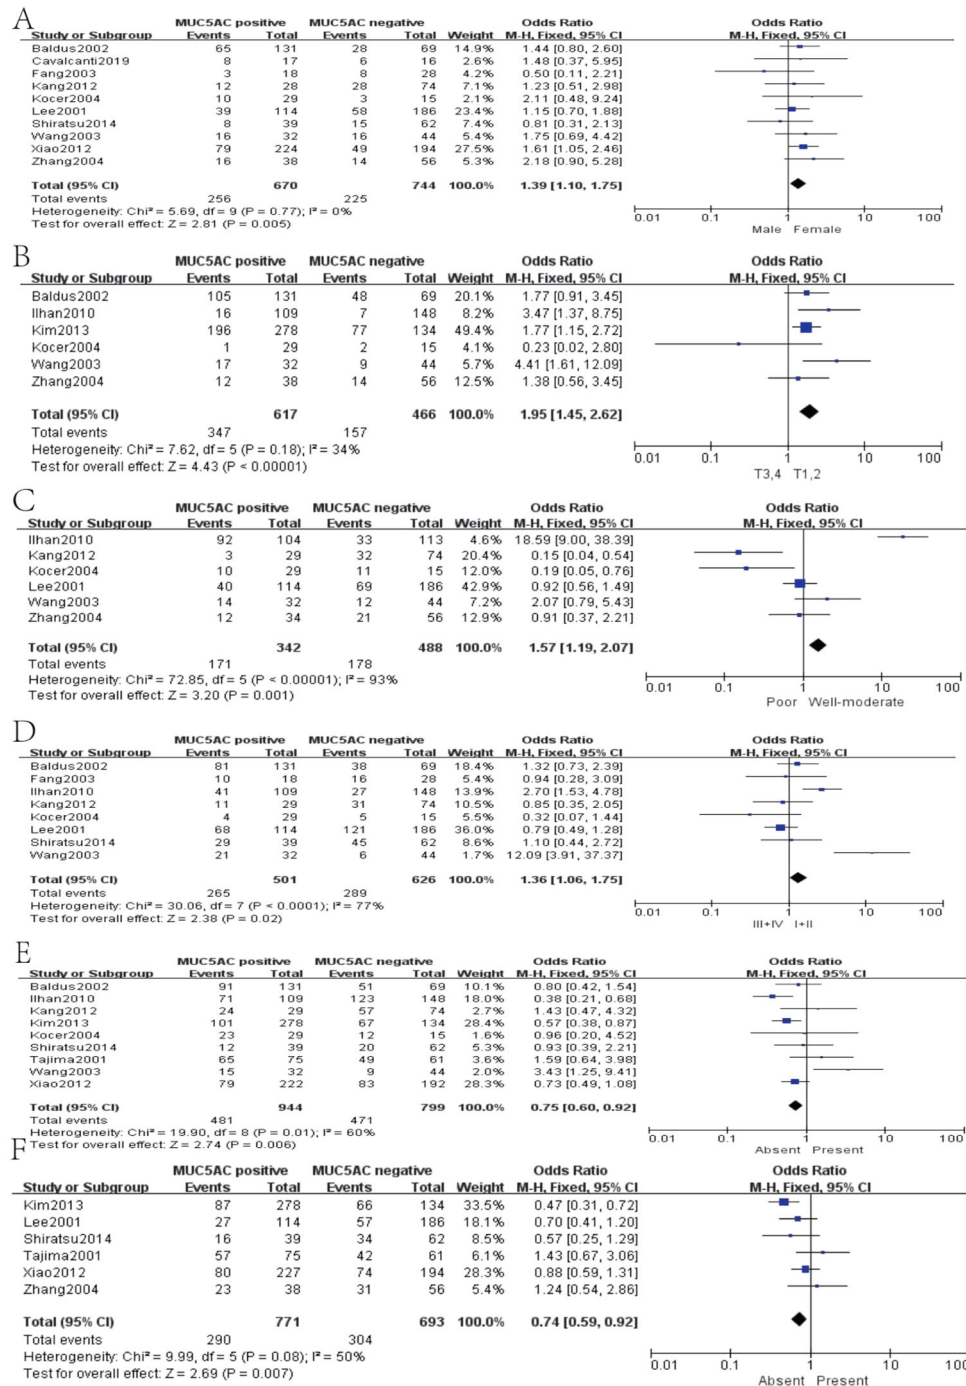 A
MUC5AC positive MUC5AC negative Odds Ratio Odds Ratio
Study or Subgroup Events Total Events Total Weight M-H, Fixed, 95% CI M-H, Fixed, 95% CI
Baldus2002 65 131 28 69 14.9% 1.44 [0.80, 2.60]
Cavalcanti2019 8 17 6 16 2.6% 1.48 [0.37, 5.95]
Fang2003 3 18 8 28 4.2% 0.50 [0.11, 2.21]
Kang2012 12 28 28 74 7.1% 1.23 [0.51, 2.98]
Kocer2004 10 29 3 15 2.6% 2.11 [0.48, 9.24]
Lee2001 39 114 58 186 23.4% 1.15 [0.70, 1.88]
Shiratsu2014 8 39 15 62 7.4% 0.81 [0.31, 2.13]
Wang2003 16 32 16 44 5.4% 1.75 [0.69, 4.42]
Xiao2012 79 224 49 194 27.5% 1.61 [1.05, 2.46]
Zhang2004 16 38 14 56 5.3% 2.18 [0.90, 5.28]
Total (95% CI) 670 744 100.0% 1.39 [1.10, 1.75]
Total events 256 225
Heterogeneity: Chi² = 5.69, df = 9 (P = 0.77); I² = 0%
Test for overall effect: Z = 2.81 (P = 0.005)
0.01 0.1 1 10 100
Male Female
B
MUC5AC positive MUC5AC negative Odds Ratio Odds Ratio
Study or Subgroup Events Total Events Total Weight M-H, Fixed, 95% CI M-H, Fixed, 95% CI
Baldus2002 105 131 48 69 20.1% 1.77 [0.91, 3.45]
Ilhan2010 16 109 7 148 8.2% 3.47 [1.37, 8.75]
Kim2013 196 278 77 134 49.4% 1.77 [1.15, 2.72]
Kocer2004 1 29 2 15 4.1% 0.23 [0.02, 2.80]
Wang2003 17 32 9 44 5.7% 4.41 [1.61, 12.09]
Zhang2004 12 38 14 56 12.5% 1.38 [0.56, 3.45]
Total (95% CI) 617 466 100.0% 1.95 [1.45, 2.62]
Total events 347 157
Heterogeneity: Chi² = 7.62, df = 5 (P = 0.18); I² = 34%
Test for overall effect: Z = 4.43 (P < 0.00001)
0.01 0.1 1 10 100
T3,4 T1,2
C
MUC5AC positive MUC5AC negative Odds Ratio Odds Ratio
Study or Subgroup Events Total Events Total Weight M-H, Fixed, 95% CI M-H, Fixed, 95% CI
Ilhan2010 92 104 33 113 4.6% 18.59 [9.00, 38.39]
Kang2012 3 29 32 74 20.4% 0.15 [0.04, 0.54]
Kocer2004 10 29 11 15 12.0% 0.19 [0.05, 0.76]
Lee2001 40 114 69 186 42.9% 0.92 [0.56, 1.49]
Wang2003 14 32 12 44 7.2% 2.07 [0.79, 5.43]
Zhang2004 12 34 21 56 12.9% 0.91 [0.37, 2.21]
Total (95% CI) 342 488 100.0% 1.57 [1.19, 2.07]
Total events 171 178
Heterogeneity: Chi² = 72.85, df = 5 (P < 0.00001); I² = 93%
Test for overall effect: Z = 3.20 (P = 0.001)
0.01 0.1 1 10 100
Poor Well-moderate
D
MUC5AC positive MUC5AC negative Odds Ratio Odds Ratio
Study or Subgroup Events Total Events Total Weight M-H, Fixed, 95% CI M-H, Fixed, 95% CI
Baldus2002 81 131 38 69 18.4% 1.32 [0.73, 2.39]
Fang2003 10 18 16 28 5.4% 0.94 [0.28, 3.09]
Ilhan2010 41 109 27 148 13.9% 2.70 [1.53, 4.78]
Kang2012 11 29 31 74 10.5% 0.85 [0.35, 2.05]
Kocer2004 4 29 5 15 5.5% 0.32 [0.07, 1.44]
Lee2001 68 114 121 186 36.0% 0.79 [0.49, 1.28]
Shiratsu2014 29 39 45 62 8.6% 1.10 [0.44, 2.72]
Wang2003 21 32 6 44 1.7% 12.09 [3.91, 37.37]
Total (95% CI) 501 626 100.0% 1.36 [1.06, 1.75]
Total events 265 289
Heterogeneity: Chi² = 30.06, df = 7 (P < 0.0001); I² = 77%
Test for overall effect: Z = 2.38 (P = 0.02)
0.01 0.1 1 10 100
III+IV I+II
E
MUC5AC positive MUC5AC negative Odds Ratio Odds Ratio
Study or Subgroup Events Total Events Total Weight M-H, Fixed, 95% CI M-H, Fixed, 95% CI
Baldus2002 91 131 51 69 10.1% 0.80 [0.42, 1.54]
Ilhan2010 71 109 123 148 18.0% 0.38 [0.21, 0.68]
Kang2012 24 29 57 74 2.7% 1.43 [0.47, 4.32]
Kim2013 101 278 67 134 28.4% 0.57 [0.38, 0.87]
Kocer2004 23 29 12 15 1.6% 0.96 [0.20, 4.52]
Shiratsu2014 12 39 20 62 5.3% 0.93 [0.39, 2.21]
Tajima2001 65 75 49 61 3.6% 1.59 [0.64, 3.98]
Wang2003 15 32 9 44 2.0% 3.43 [1.25, 9.41]
Xiao2012 79 222 83 192 28.3% 0.73 [0.49, 1.08]
Total (95% CI) 944 799 100.0% 0.75 [0.60, 0.92]
Total events 481 471
Heterogeneity: Chi² = 19.90, df = 8 (P = 0.01); I² = 60%
Test for overall effect: Z = 2.74 (P = 0.006)
0.01 0.1 1 10 100
Absent Present
F
MUC5AC positive MUC5AC negative Odds Ratio Odds Ratio
Study or Subgroup Events Total Events Total Weight M-H, Fixed, 95% CI M-H, Fixed, 95% CI
Kim2013 87 278 66 134 33.5% 0.47 [0.31, 0.72]
Lee2001 27 114 57 186 18.1% 0.70 [0.41, 1.20]
Shiratsu2014 16 39 34 62 8.5% 0.57 [0.25, 1.29]
Tajima2001 57 75 42 61 6.1% 1.43 [0.67, 3.06]
Xiao2012 80 227 74 194 28.3% 0.88 [0.59, 1.31]
Zhang2004 23 38 31 56 5.4% 1.24 [0.54, 2.86]
Total (95% CI) 771 693 100.0% 0.74 [0.59, 0.92]
Total events 290 304
Heterogeneity: Chi² = 9.99, df = 5 (P = 0.08); I² = 50%
Test for overall effect: Z = 2.69 (P = 0.007)
0.01 0.1 1 10 100
Absent Present